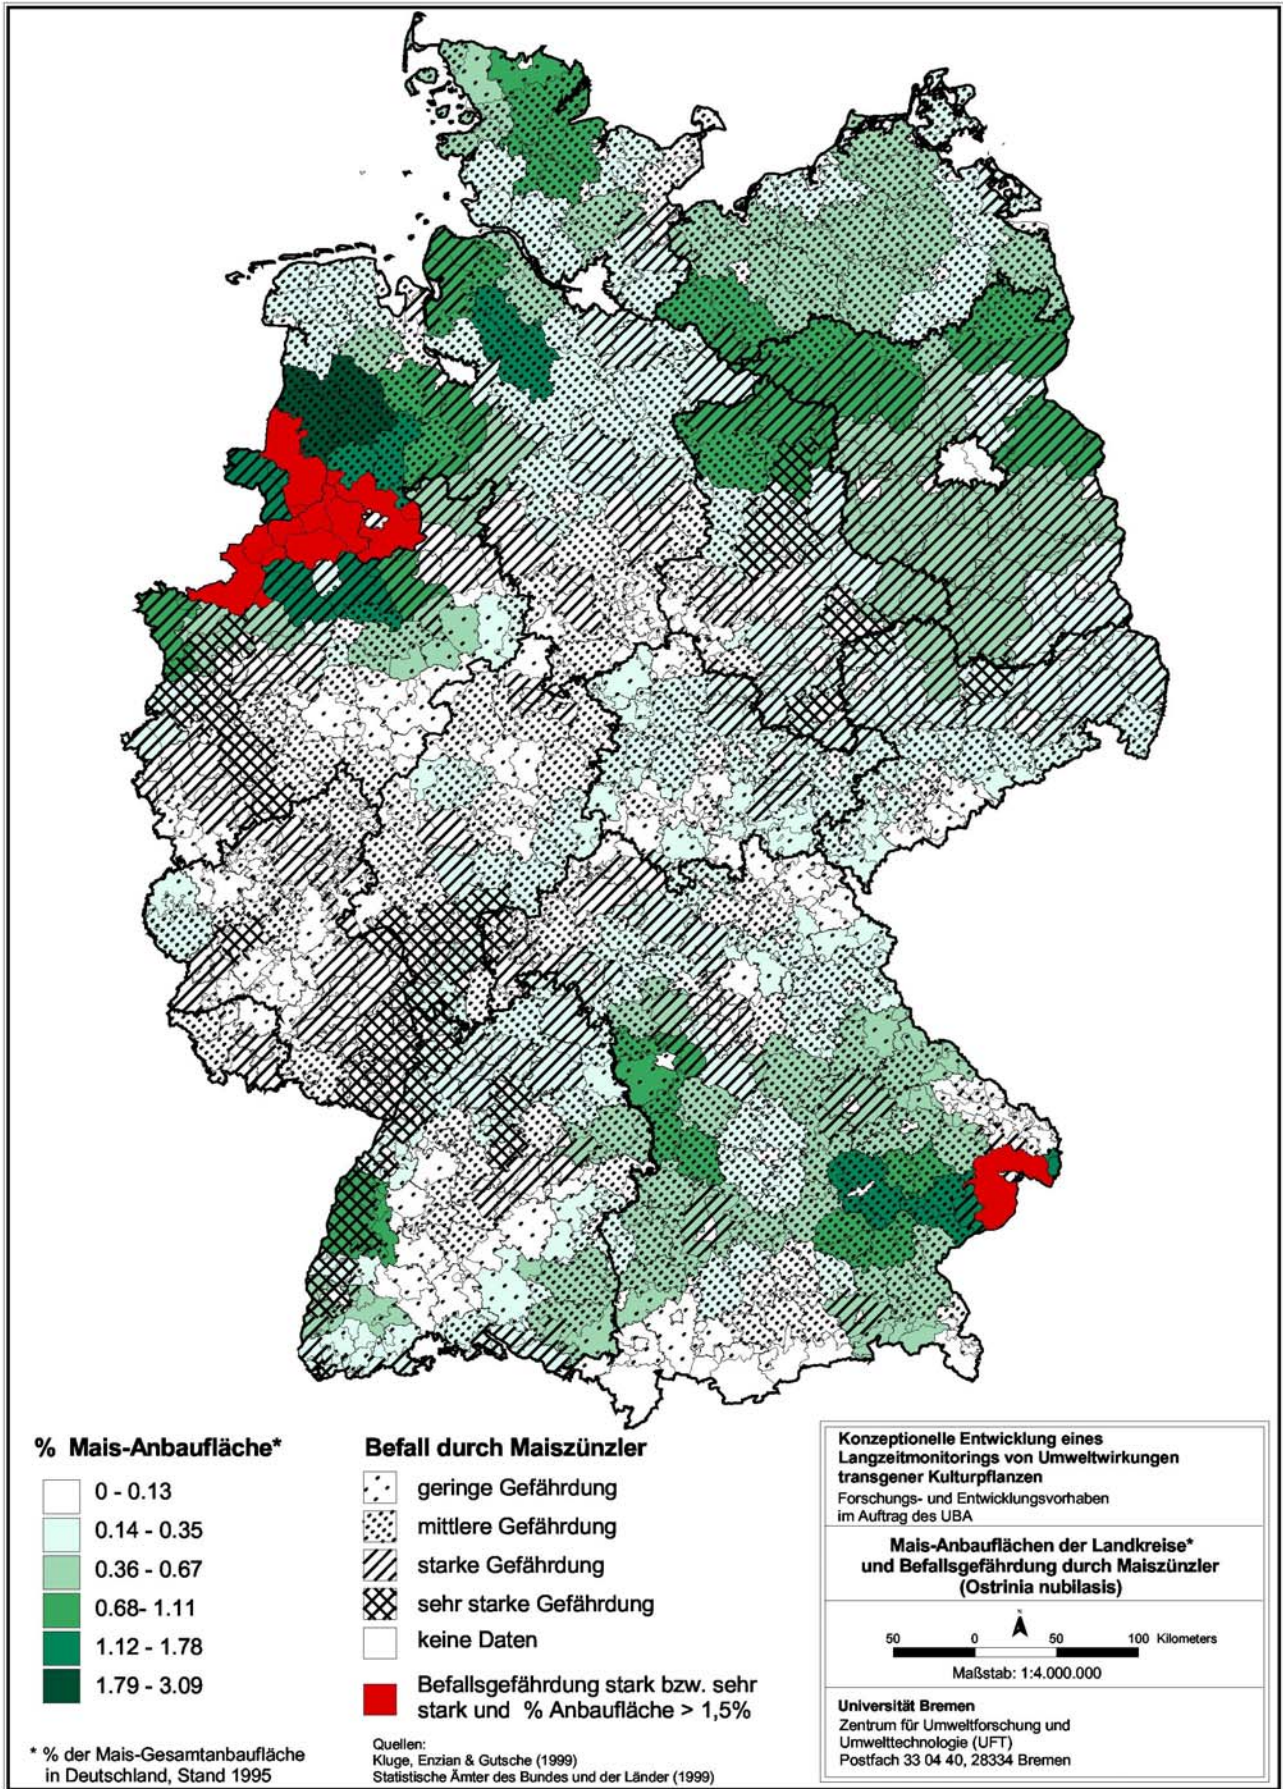 % Mais-Anbaufläche*
0 - 0.13
0.14 - 0.35
0.36 - 0.67
0.68- 1.11
1.12 - 1.78
1.79 - 3.09
* % der Mais-Gesamtanbaufläche
in Deutschland, Stand 1995
Befall durch Maiszünzler
geringe Gefährdung
mittlere Gefährdung
starke Gefährdung
sehr starke Gefährdung
keine Daten
Befallsgefährdung stark bzw. sehr
stark und % Anbaufläche > 1,5%
Quellen:
Kluge, Enzian & Gutsche (1999)
Statistische Ämter des Bundes und der Länder (1999)
Konzeptionelle Entwicklung eines
Langzeitmonitorings von Umweltwirkungen
transgener Kulturpflanzen
Forschungs- und Entwicklungsvorhaben
im Auftrag des UBA
Mais-Anbauflächen der Landkreise*
und Befallsgefährdung durch Maiszünzler
(Ostrinia nubilasis)
N
50 0 50 100 Kilometers
Maßstab: 1:4.000.000
Universität Bremen
Zentrum für Umweltforschung und
Umwelttechnologie (UFT)
Postfach 33 04 40, 28334 Bremen